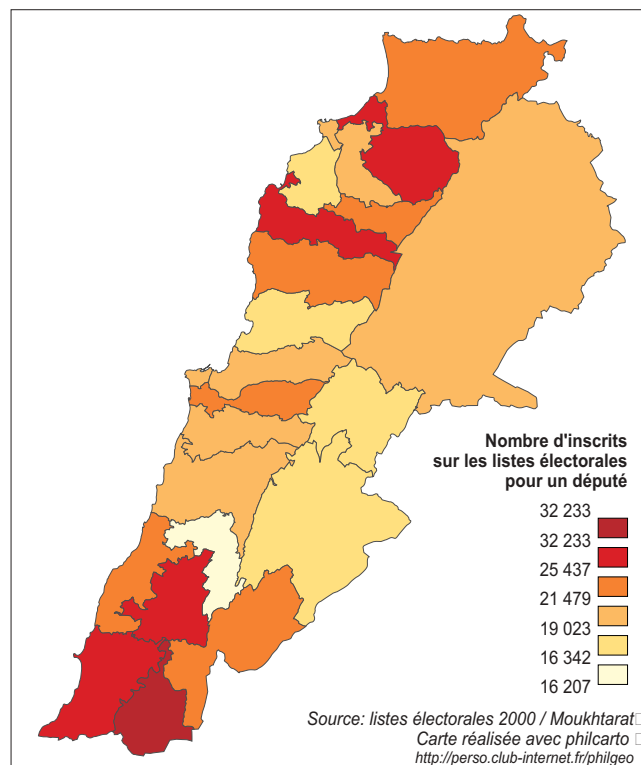 Nombre d'inscrits
sur les listes électorales
pour un député
32 233
32 233
25 437
21 479
19 023
16 342
16 207
Source: listes électorales 2000 / Moukhtarat
Carte réalisée avec philcarto
http://perso.club-internet.fr/philgeo